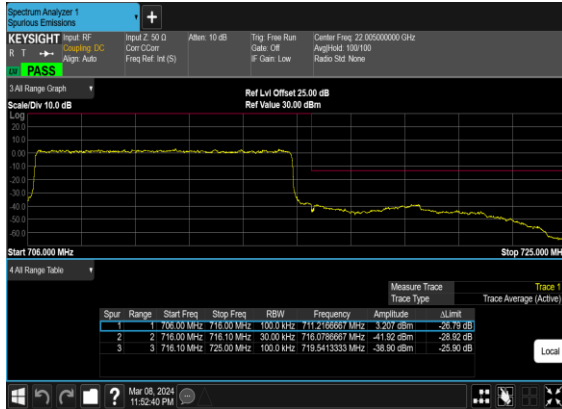 Spectrum Analyzer 1
Spurious Emissions
+
KEYSIGHT Input: RF Input Z: 50 Ω Atten: 10 dB Trig: Free Run Center Freq: 22.005000000 GHz
R T Coupling: DC Corr CCorr Gate: Off Avg|Hold: 100/100
Align: Auto Freq Ref: Int (S) IF Gain: Low Radio Std: None
PASS
3 All Range Graph
Ref Lvl Offset 25.00 dB
Scale/Div 10.0 dB Ref Value 30.00 dBm
Log
20.0
10.0
0.00
-10.0
-20.0
-30.0
-40.0
-50.0
-60.0
Start 706.000 MHz Stop 725.000 MH
4 All Range Table
Measure Trace Trace 1
Trace Type Trace Average (Active)
Spur Range Start Freq Stop Freq RBW Frequency Amplitude ΔLimit
1 1 706.00 MHz 716.00 MHz 100.0 kHz 711.2166667 MHz 3.207 dBm -26.79 dB
2 2 716.00 MHz 716.10 MHz 30.00 kHz 716.0786667 MHz -41.92 dBm -28.92 dB
3 3 716.10 MHz 725.00 MHz 100.0 kHz 719.5413333 MHz -38.90 dBm -25.90 dB
Local
? Mar 08, 2024
11:52:40 PM